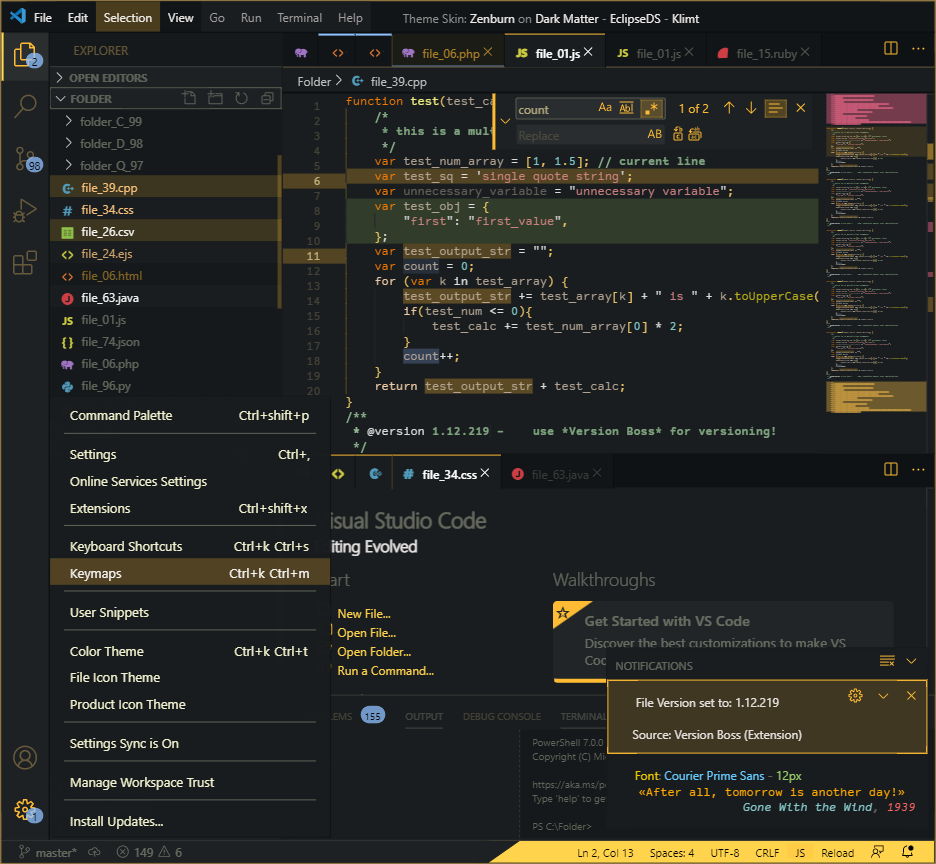 File Edit Selection View Go Run Terminal Help Theme Skin: Zenburn on Dark Matter - EclipseDS - Klimt
2
EXPLORER
file_06.php file_01.js file_01.js file_15.ruby
OPEN EDITORS
Folder > file_39.cpp
FOLDER
folder_C_99
folder_D_98
folder_Q_97
98
file_39.cpp
file_34.css
file_26.csv
file_24.ejs
file_06.html
file_63.java
file_01.js
file_74.json
file_06.php
file_96.py
count Aa Abl .* 1 of 2
Replace AB
1 function test(test_ca
2 /*
3 * this is a mul
4 */
5 var test_num_array = [1, 1.5]; // current line
6 var test_sq = 'single quote string';
7 var unnecessary_variable = "unnecessary variable";
8 var test_obj = {
9 "first": "first_value",
10 };
11 var test_output_str = "";
12 var count = 0;
13 for (var k in test_array) {
14 test_output_str += test_array[k] + " is " + k.toUpperCase(
15 if(test_num <= 0){
16 test_calc += test_num_array[0] * 2;
17 }
18 count++;
19 }
20 return test_output_str + test_calc;
}
/**
* @version 1.12.219 - use *Version Boss* for versioning!
*/
Command Palette Ctrl+shift+p
Settings Ctrl+,
Online Services Settings
Extensions Ctrl+shift+x
Keyboard Shortcuts Ctrl+k Ctrl+s
Keymaps Ctrl+k Ctrl+m
User Snippets
Color Theme Ctrl+k Ctrl+t
File Icon Theme
Product Icon Theme
Settings Sync is On
Manage Workspace Trust
Install Updates...
1
file_34.css file_63.java
isual Studio Code
iting Evolved
art
New File...
Open File...
Open Folder...
Run a Command...
Walkthroughs
Get Started with VS Code
Discover the best customizations to make VS
Coc
NOTIFICATIONS
File Version set to: 1.12.219
Source: Version Boss (Extension)
LEMS 155 OUTPUT DEBUG CONSOLE TERMINAL
PowerShell 7.0.0
Copyright (C) Mi
https://aka.ms/p
Type 'help' to ge
PS C:\Folder>
Font: Courier Prime Sans - 12px
«After all, tomorrow is another day!»
Gone With the Wind, 1939
master* 149 6 Ln 2, Col 13 Spaces: 4 UTF-8 CRLF JS Reload